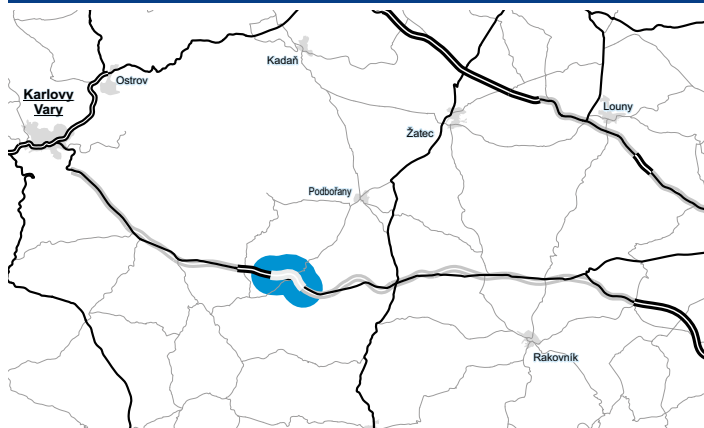 Kadaň
Ostrov
Karlovy
Vary
Louny
Žatec
Podbořany
Rakovník